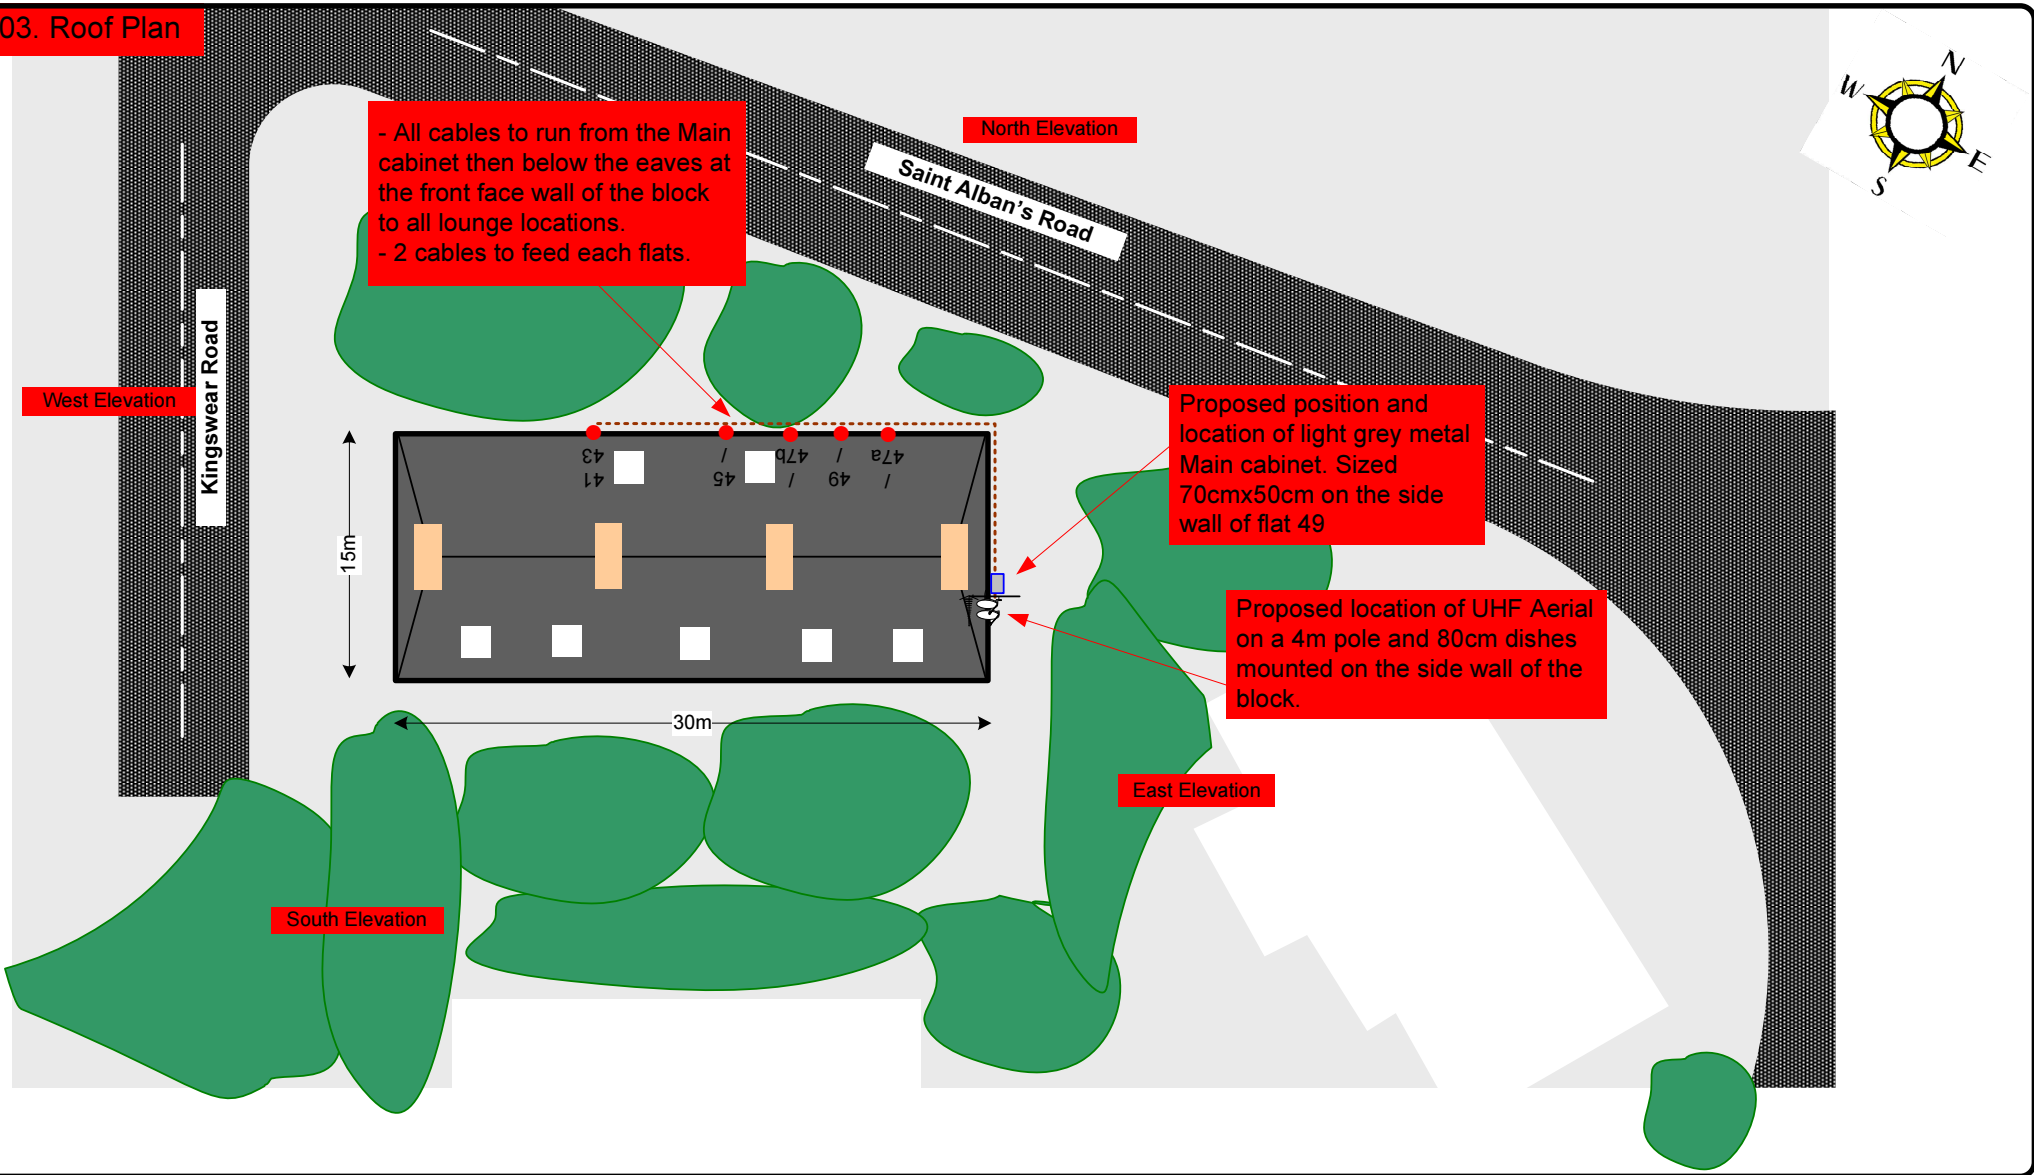 03. Roof Plan
- All cables to run from the Main
cabinet then below the eaves at
the front face wall of the block
to all lounge locations.
- 2 cables to feed each flats.
North Elevation
Saint Alban's Road
N
W
E
S
Kingswear Road
West Elevation
Proposed position and
location of light grey metal
Main cabinet. Sized
70cmx50cm on the side
wall of flat 49
41
43
45 /
/ 47b
49 /
/ 47a
15m
Proposed location of UHF Aerial
on a 4m pole and 80cm dishes
mounted on the side wall of the
block.
30m
East Elevation
South Elevation